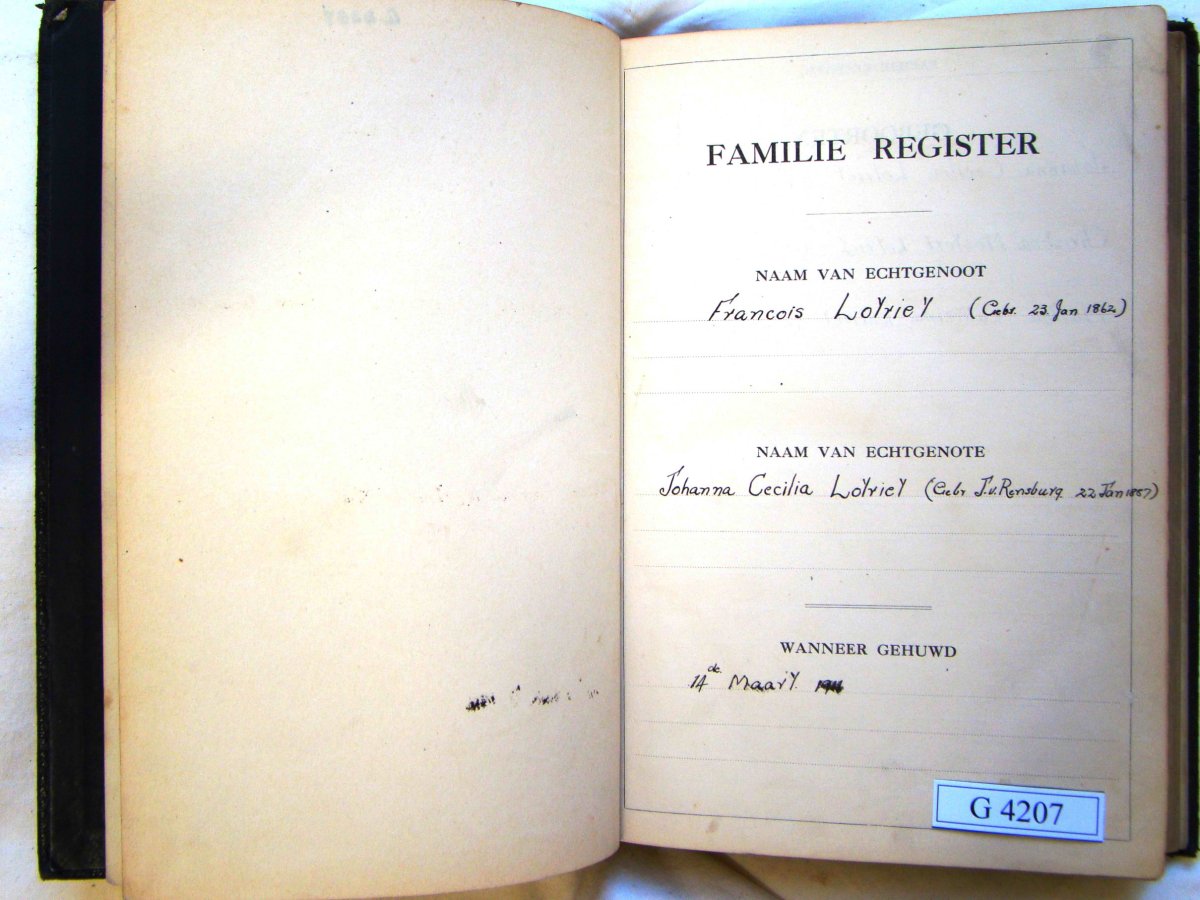 FAMILIE REGISTER
NAAM VAN ECHTGENOOT
Francois Lotriet (Gebr. 23 Jan 1862)
NAAM VAN ECHTGENOTE
Johanna Cecilia Lotriet (Gebr J.v.Rensburg 22 Jan 1887)
WANNEER GEHUWD
14de Maart
G 4207